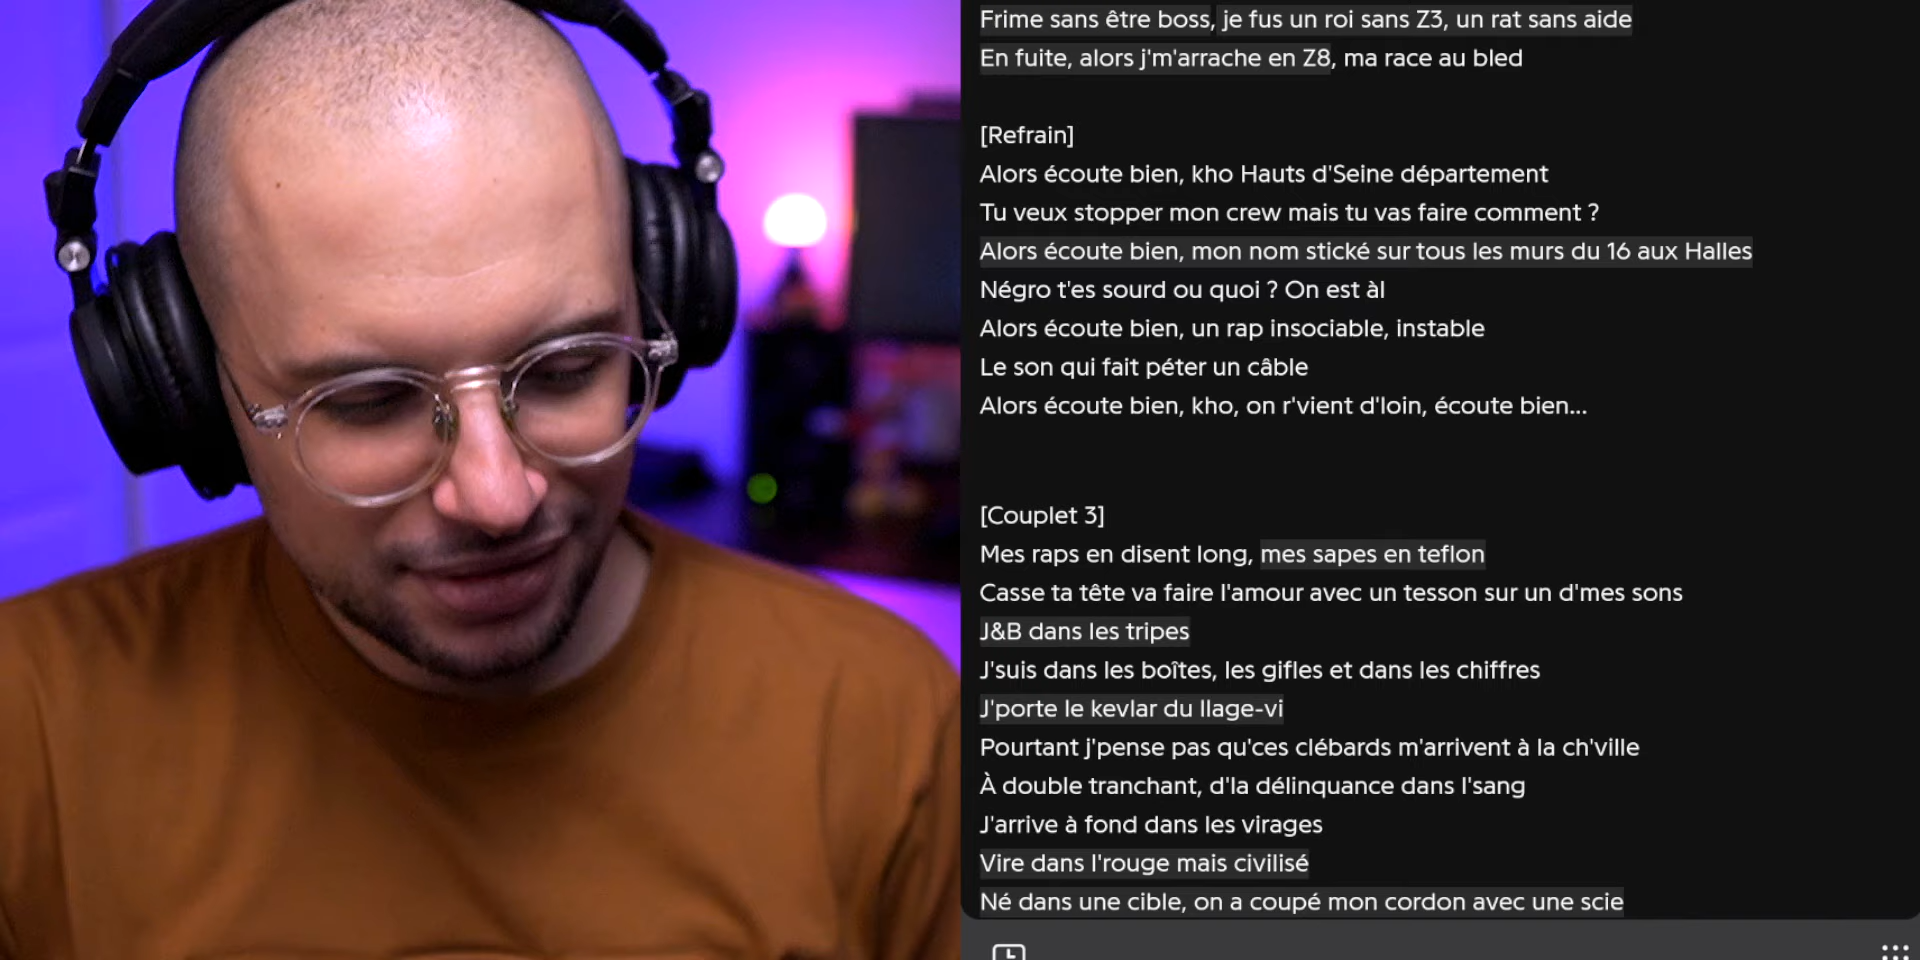 Frime sans être boss, je fus un roi sans Z3, un rat sans aide
En fuite, alors j'm'arrache en Z8, ma race au bled
[Refrain]
Alors écoute bien, kho Hauts d'Seine département
Tu veux stopper mon crew mais tu vas faire comment ?
Alors écoute bien, mon nom stické sur tous les murs du 16 aux Halles
Négro t'es sourd ou quoi ? On est àl
Alors écoute bien, un rap insociable, instable
Le son qui fait péter un câble
Alors écoute bien, kho, on r'vient d'loin, écoute bien...
[Couplet 3]
Mes raps en disent long, mes sapes en teflon
Casse ta tête va faire l'amour avec un tesson sur un d'mes sons
J&B dans les tripes
J'suis dans les boîtes, les gifles et dans les chiffres
J'porte le kevlar du llage-vi
Pourtant j'pense pas qu'ces clébards m'arrivent à la ch'ville
À double tranchant, d'la délinquance dans l'sang
J'arrive à fond dans les virages
Vire dans l'rouge mais civilisé
Né dans une cible, on a coupé mon cordon avec une scie